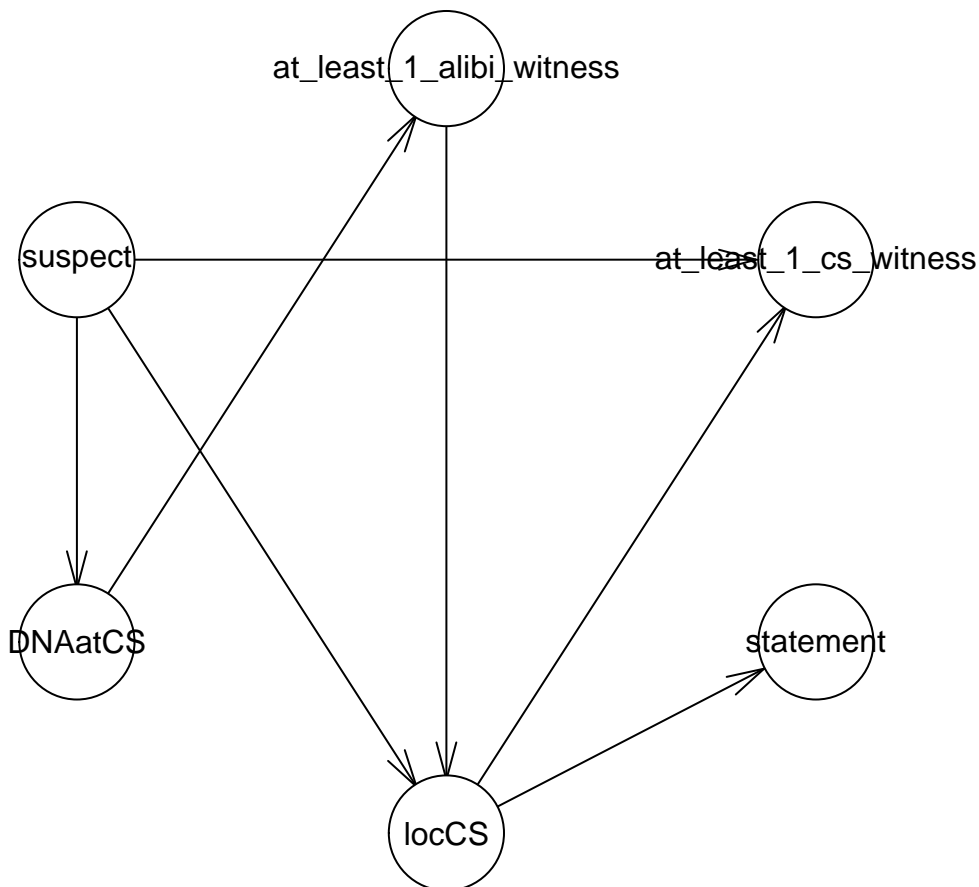 at_least_1_alibi_witness
suspect
at_least_1_cs_witness
DNAatCS
statement
locCS